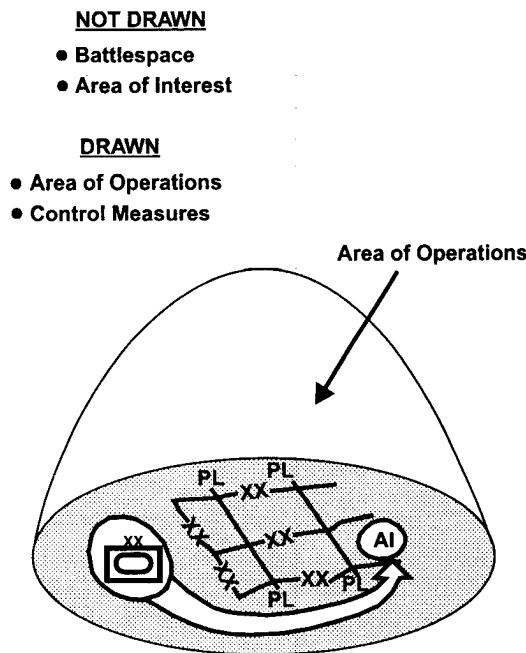 NOT DRAWN
● Battlespace
● Area of Interest
DRAWN
● Area of Operations
● Control Measures
Area of Operations
PL
PL
XX
XX
XX
XX
AI
XX
XX
PL
PL